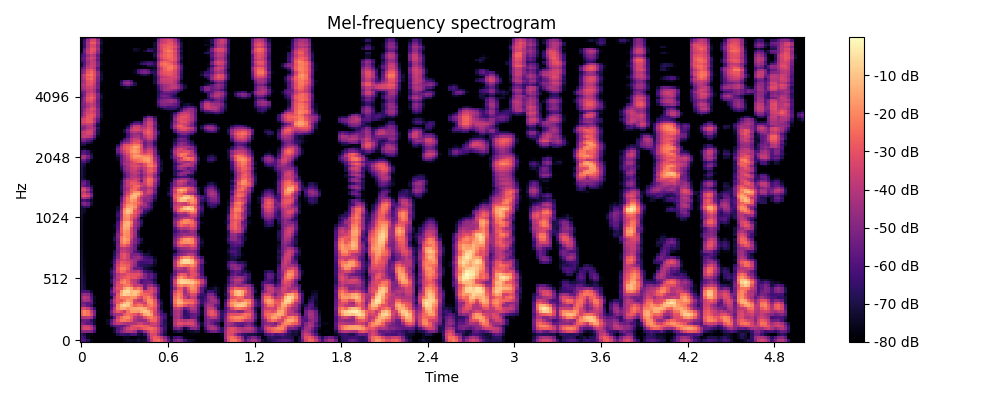 Mel-frequency spectrogram
Hz
4096
2048
1024
512
0
0 0.6 1.2 1.8 2.4 3 3.6 4.2 4.8
Time
-10 dB
-20 dB
-30 dB
-40 dB
-50 dB
-60 dB
-70 dB
-80 dB